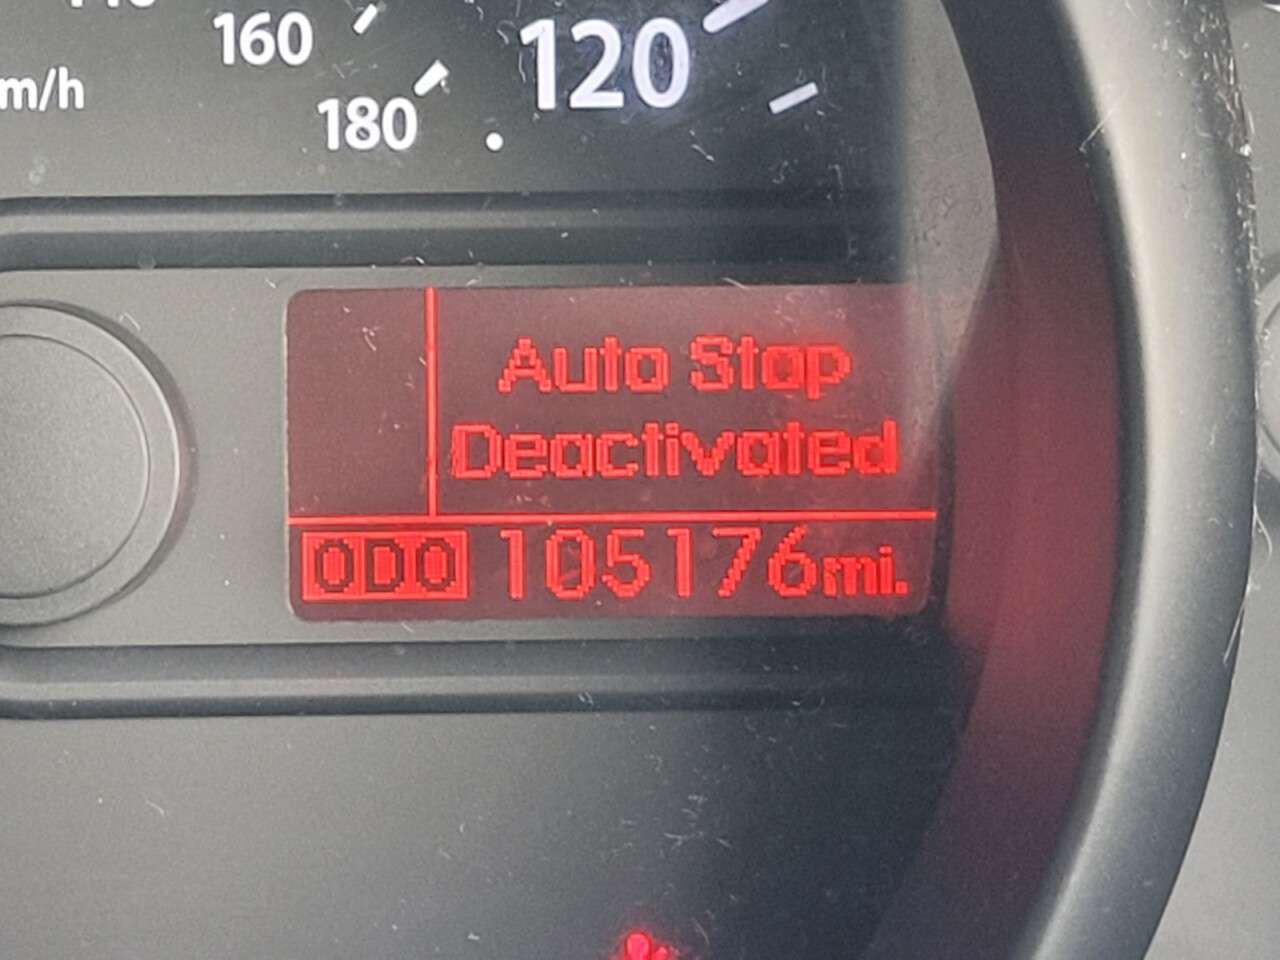 160
m/h
180
120
Auto Stop
Deactivated
ODO 105176mi.